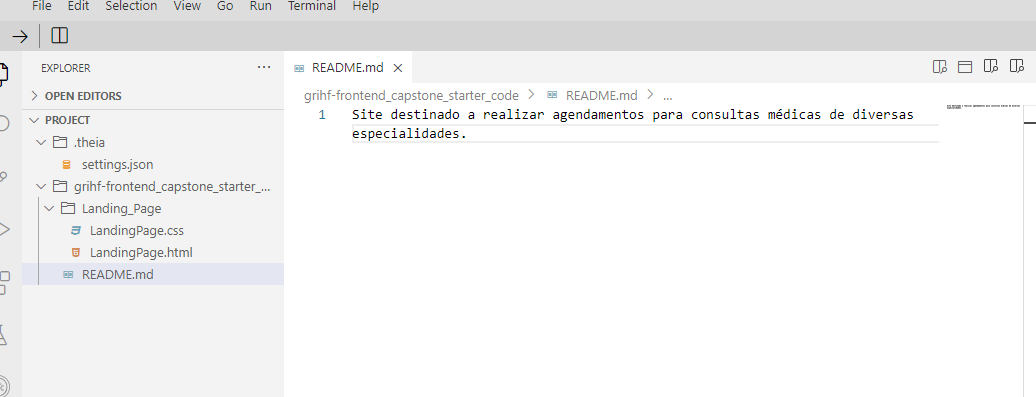 File Edit Selection View Go Run Terminal Help
EXPLORER
OPEN EDITORS
PROJECT
.theia
settings.json
grihf-frontend_capstone_starter_...
Landing_Page
LandingPage.css
LandingPage.html
README.md
README.md
grihf-frontend_capstone_starter_code > README.md > ...
1 Site destinado a realizar agendamentos para consultas médicas de diversas
especialidades.